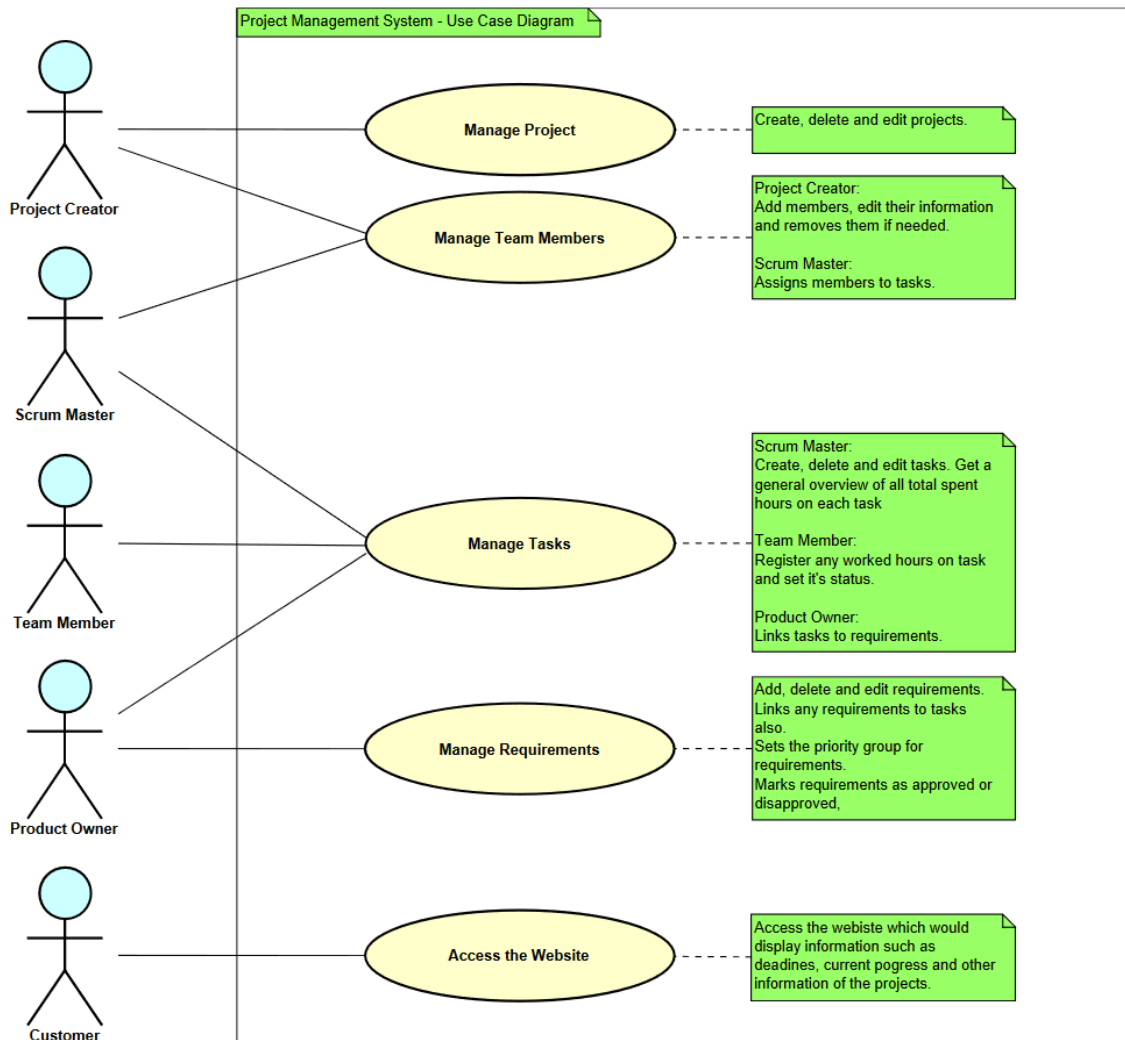 Project Management System - Use Case Diagram
Project Creator
Manage Project
Create, delete and edit projects.
Manage Team Members
Project Creator:
Add members, edit their information
and removes them if needed.
Scrum Master:
Assigns members to tasks.
Scrum Master
Team Member
Manage Tasks
Scrum Master:
Create, delete and edit tasks. Get a
general overview of all total spent
hours on each task
Team Member:
Register any worked hours on task
and set it's status.
Product Owner:
Links tasks to requirements.
Product Owner
Manage Requirements
Add, delete and edit requirements.
Links any requirements to tasks
also.
Sets the priority group for
requirements.
Marks requirements as approved or
disapproved,
Customer
Access the Website
Access the webiste which would
display information such as
deadines, current pogress and other
information of the projects.